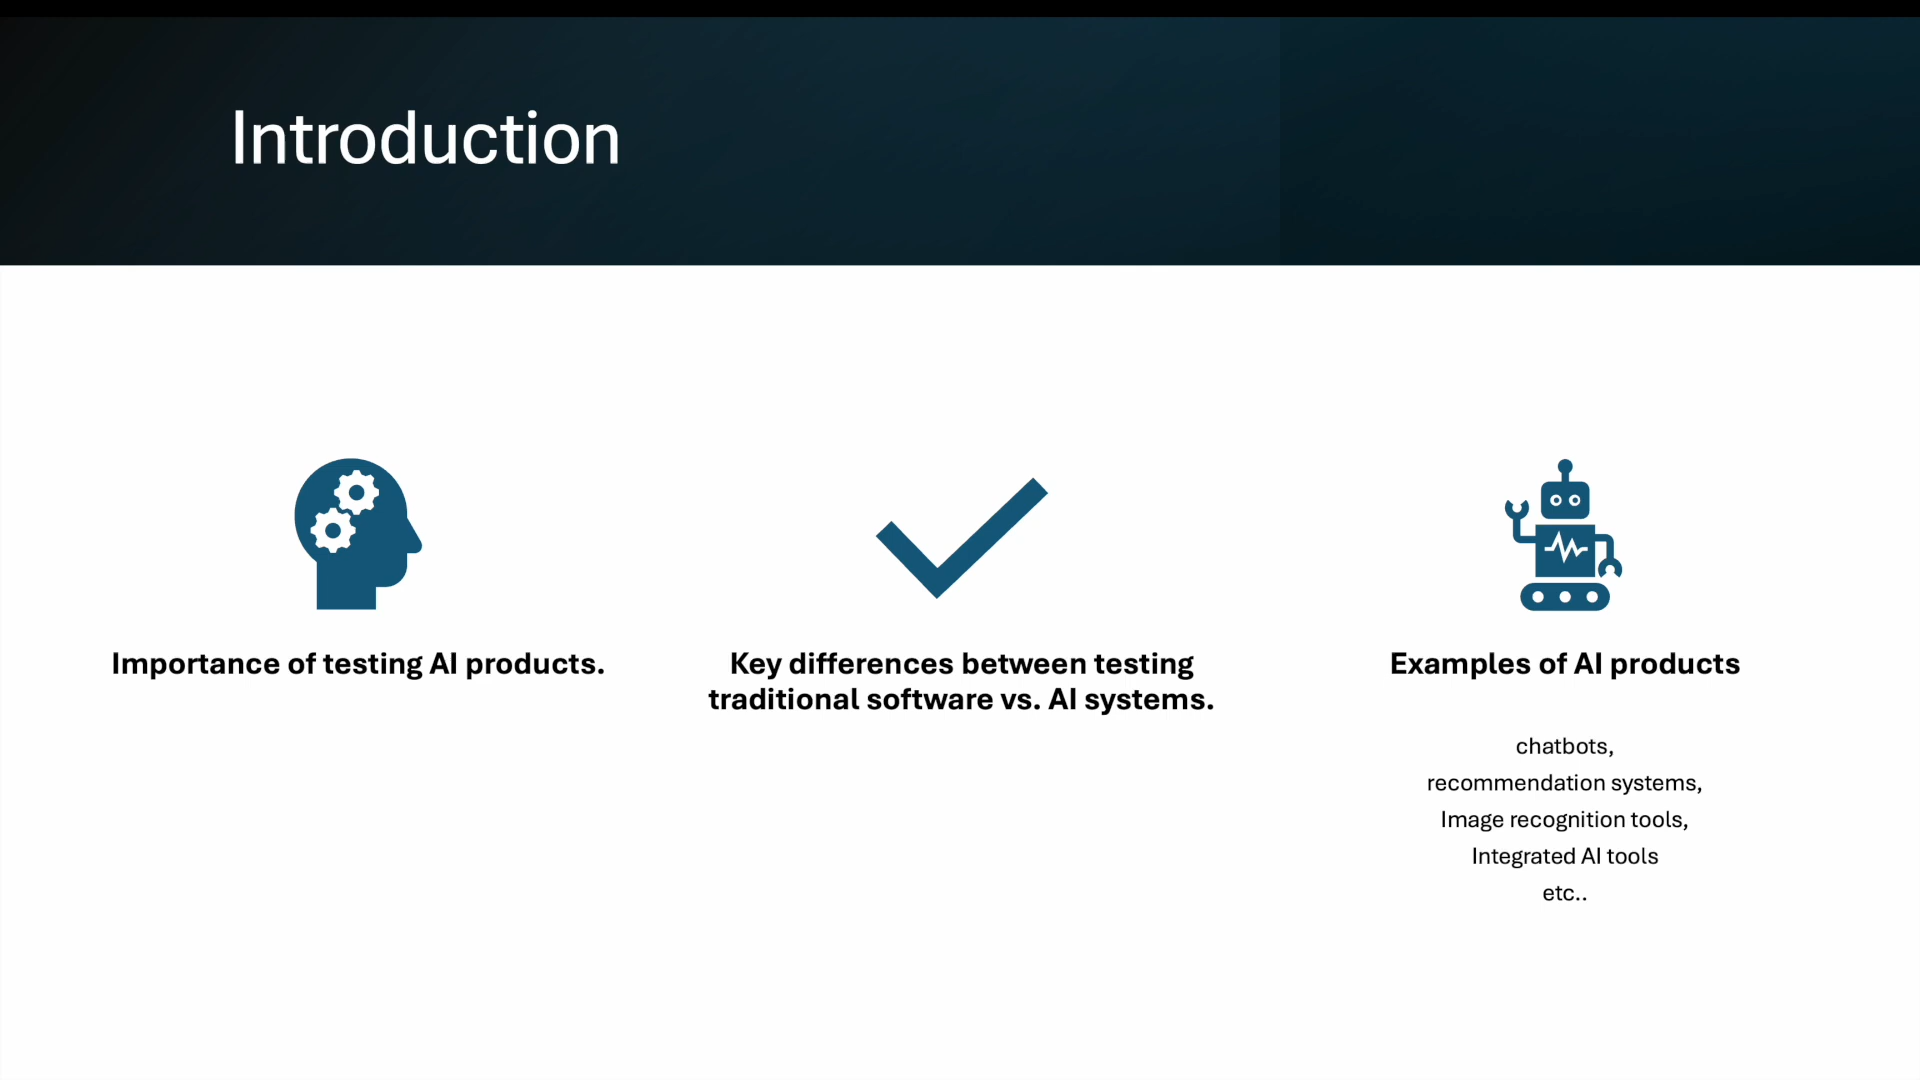 Introduction
Importance of testing AI products.
Key differences between testing
traditional software vs. AI systems.
Examples of AI products
chatbots,
recommendation systems,
Image recognition tools,
Integrated AI tools
etc..